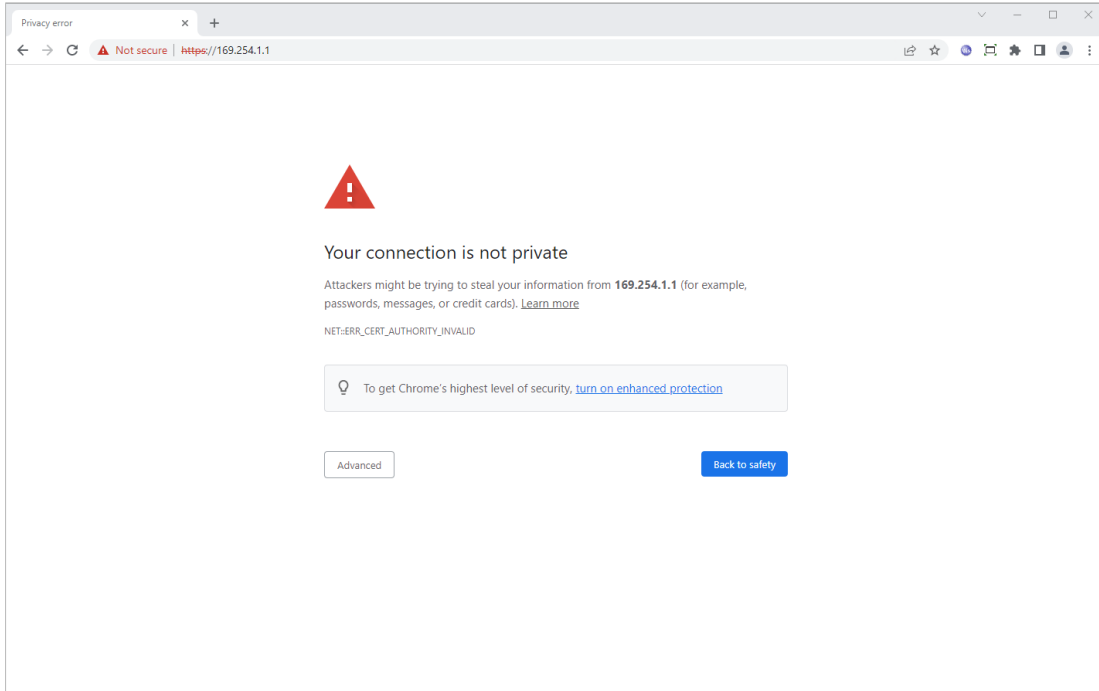 Privacy error
Not secure | https://169.254.1.1
Your connection is not private
Attackers might be trying to steal your information from 169.254.1.1 (for example,
passwords, messages, or credit cards). Learn more
NET::ERR_CERT_AUTHORITY_INVALID
To get Chrome's highest level of security, turn on enhanced protection
Advanced
Back to safety